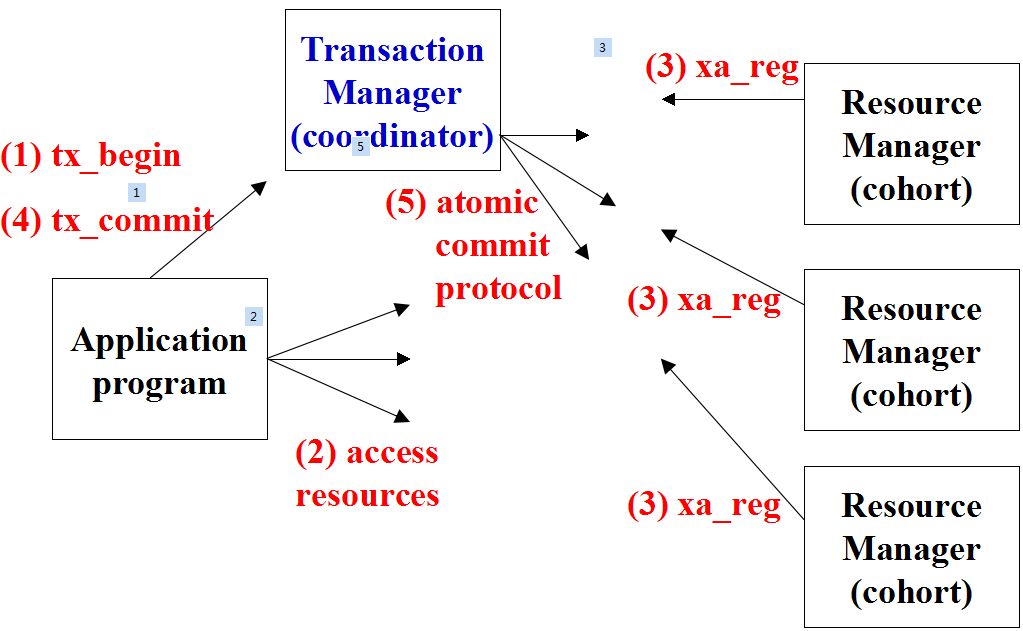 Transaction
Manager
(coordinator)
5
3
(3) xa_reg
Resource
Manager
(cohort)
(1) tx_begin
1
(4) tx_commit
(5) atomic
commit
protocol
Application
program
2
(2) access
resources
(3) xa_reg
Resource
Manager
(cohort)
(3) xa_reg
Resource
Manager
(cohort)